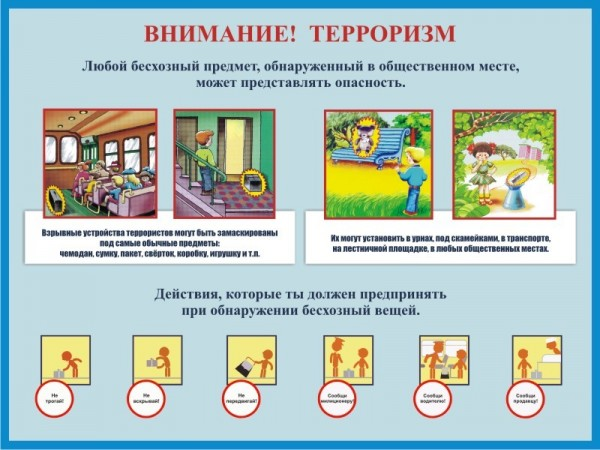 ВНИМАНИЕ! ТЕРРОРИЗМ
Любой бесхозный предмет, обнаруженный в общественном месте,
может представлять опасность.
Взрывные устройства террористов могут быть замаскированы
под самые обычные предметы:
чемодан, сумку, пакет, свёрток, коробку, игрушку и т.п.
Их могут установить в урнах, под скамейками, в транспорте,
на лестничной площадке, в любых общественных местах.
Действия, которые ты должен предпринять
при обнаружении бесхозный вещей.
Не
трогай!
Не
вскрывай!
Не
передвигай!
Сообщи
милиционеру!
Сообщи
водителю!
Сообщи
продавцу!